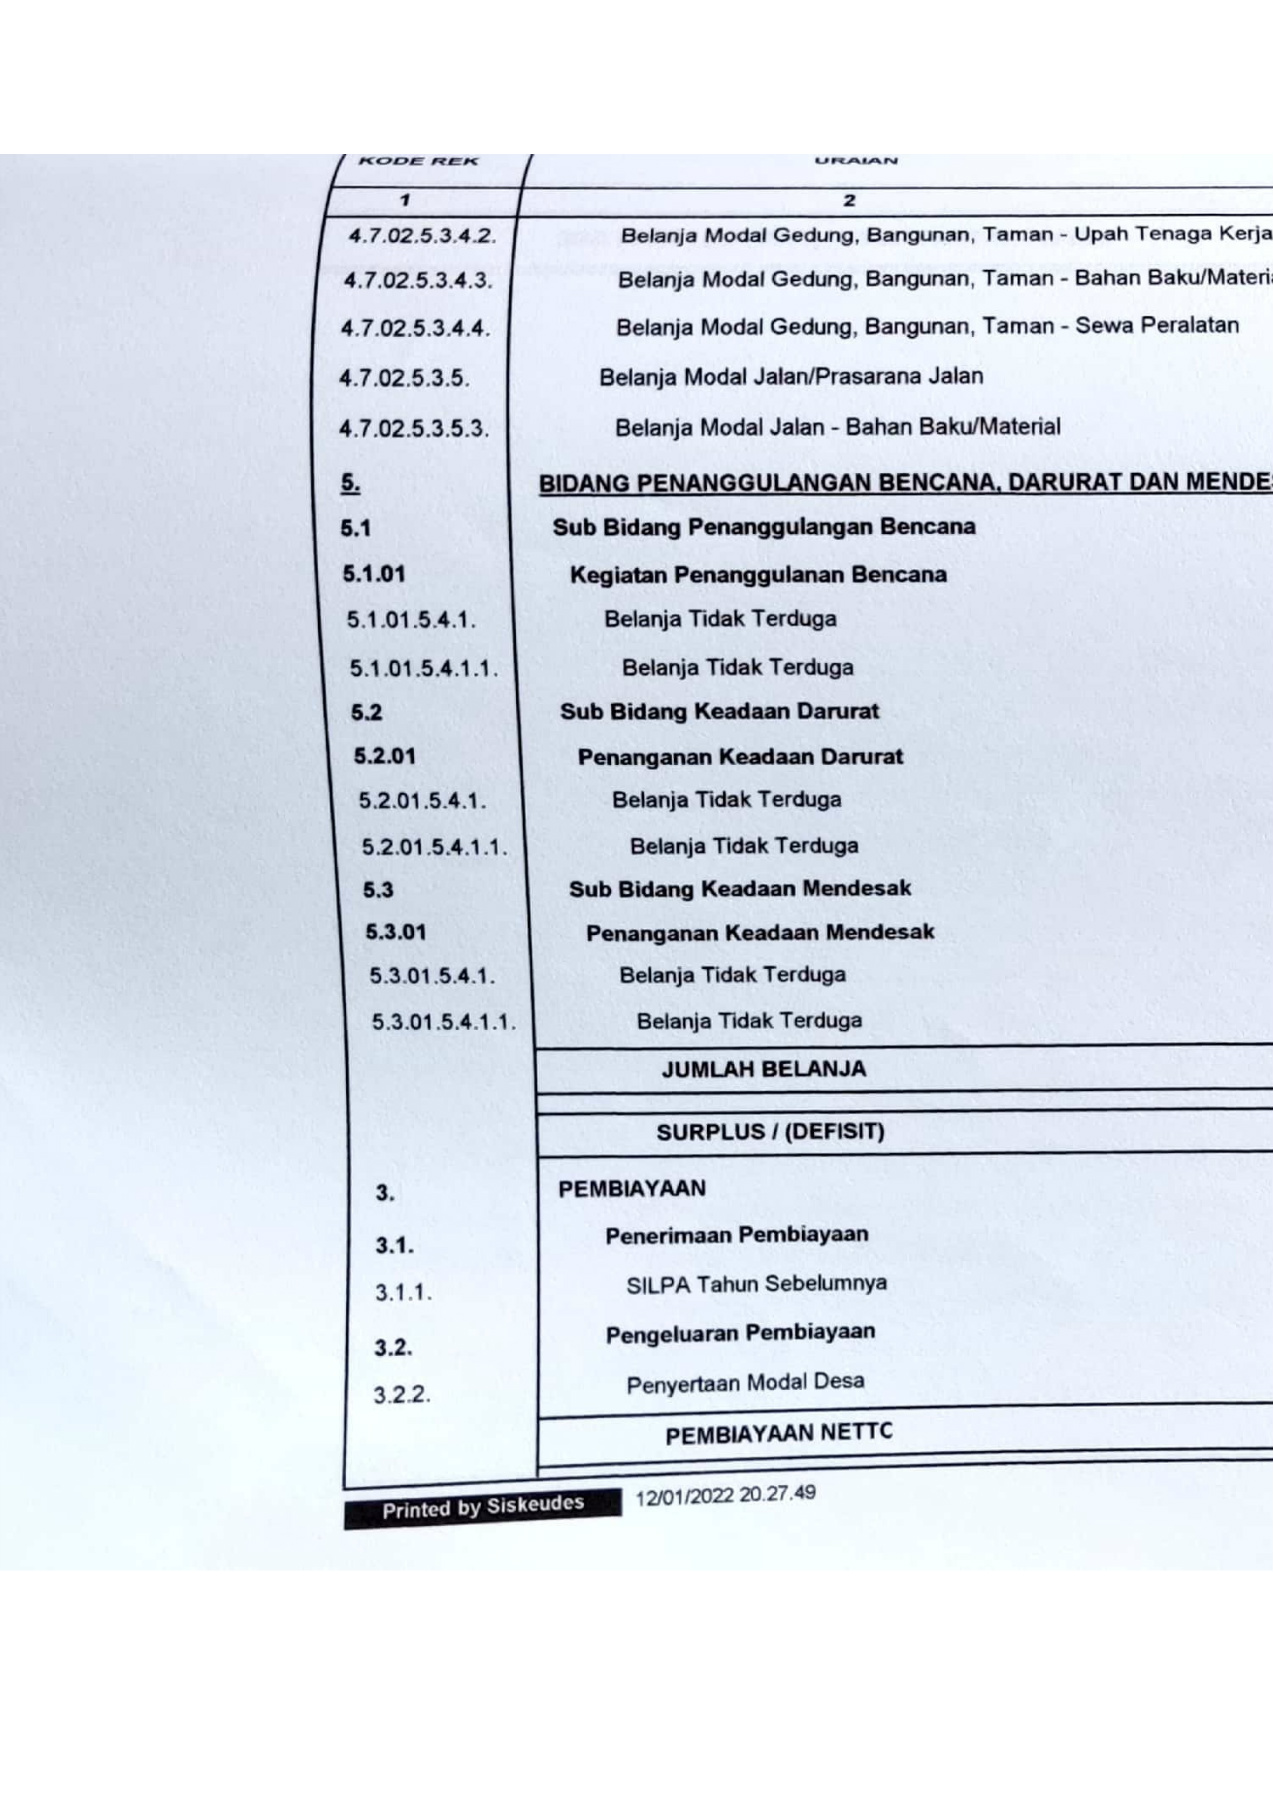 KODE REK URAIAN
1 2
4.7.02.5.3.4.2. Belanja Modal Gedung, Bangunan, Taman - Upah Tenaga Kerja
4.7.02.5.3.4.3. Belanja Modal Gedung, Bangunan, Taman - Bahan Baku/Materia
4.7.02.5.3.4.4. Belanja Modal Gedung, Bangunan, Taman - Sewa Peralatan
4.7.02.5.3.5. Belanja Modal Jalan/Prasarana Jalan
4.7.02.5.3.5.3. Belanja Modal Jalan - Bahan Baku/Material
5. BIDANG PENANGGULANGAN BENCANA, DARURAT DAN MENDES
5.1 Sub Bidang Penanggulangan Bencana
5.1.01 Kegiatan Penanggulanan Bencana
5.1.01.5.4.1. Belanja Tidak Terduga
5.1.01.5.4.1.1. Belanja Tidak Terduga
5.2 Sub Bidang Keadaan Darurat
5.2.01 Penanganan Keadaan Darurat
5.2.01.5.4.1. Belanja Tidak Terduga
5.2.01.5.4.1.1. Belanja Tidak Terduga
5.3 Sub Bidang Keadaan Mendesak
5.3.01 Penanganan Keadaan Mendesak
5.3.01.5.4.1. Belanja Tidak Terduga
5.3.01.5.4.1.1. Belanja Tidak Terduga
JUMLAH BELANJA
SURPLUS / (DEFISIT)
3. PEMBIAYAAN
3.1. Penerimaan Pembiayaan
3.1.1. SILPA Tahun Sebelumnya
3.2. Pengeluaran Pembiayaan
3.2.2. Penyertaan Modal Desa
PEMBIAYAAN NETTC
Printed by Siskeudes 12/01/2022 20.27.49